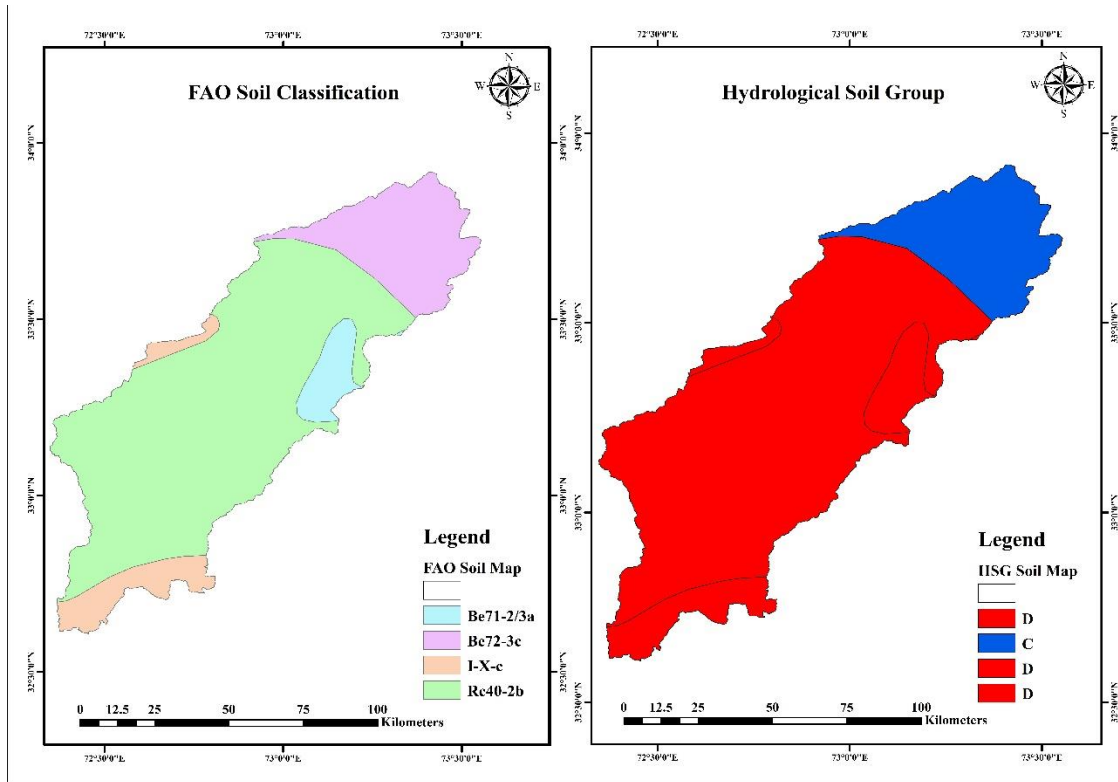 72°30'0"E 73°0'0"E 73°30'0"E
N
W E
S
FAO Soil Classification
34°0'0"N
33°30'0"N
33°0'0"N
32°30'0"N
Legend
FAO Soil Map
Be71-2/3a
Be72-3c
I-X-c
Rc40-2b
0 12.5 25 50 75 100
Kilometers
72°30'0"E 73°0'0"E 73°30'0"E
72°30'0"E 73°0'0"E 73°30'0"E
N
W E
S
Hydrological Soil Group
34°0'0"N
33°30'0"N
33°0'0"N
32°30'0"N
Legend
HSG Soil Map
D
C
D
D
0 12.5 25 50 75 100
Kilometers
72°30'0"E 73°0'0"E 73°30'0"E